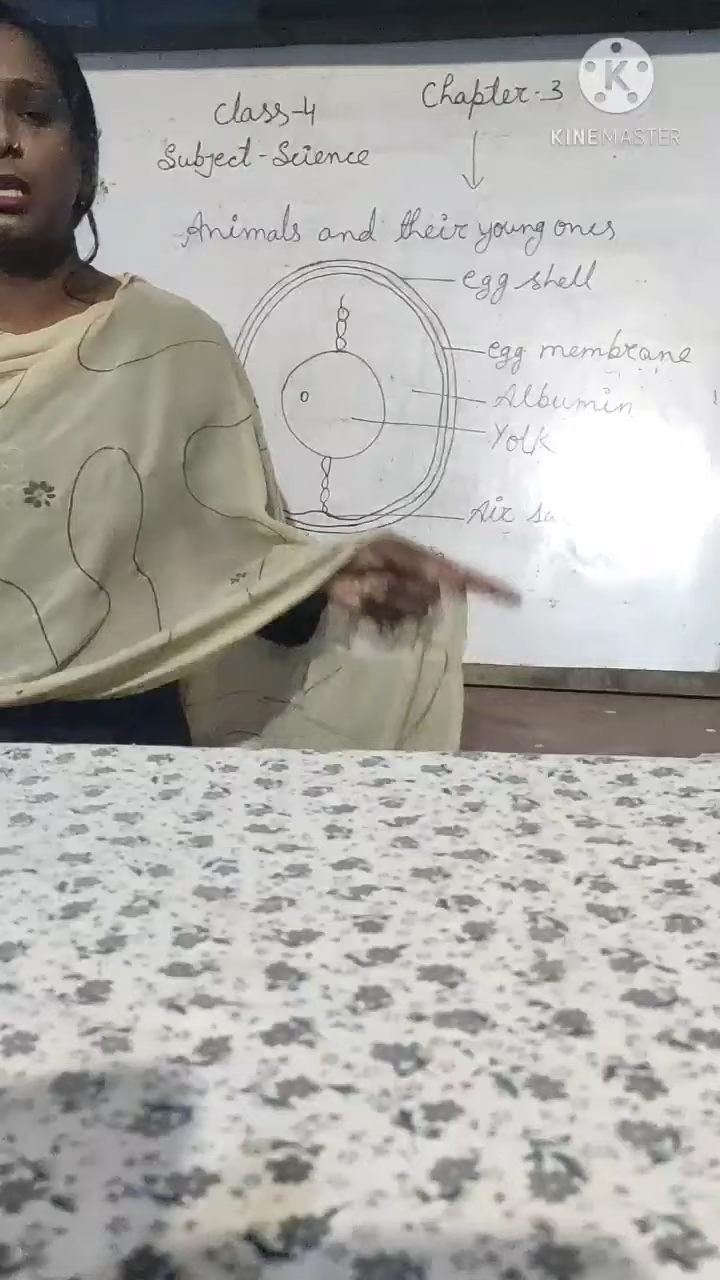 Class-4
Chapter-3
Subject-Science
Animals and their young ones
egg shell
egg membrane
Albumin
Yolk
Air
K
KINEMASTER